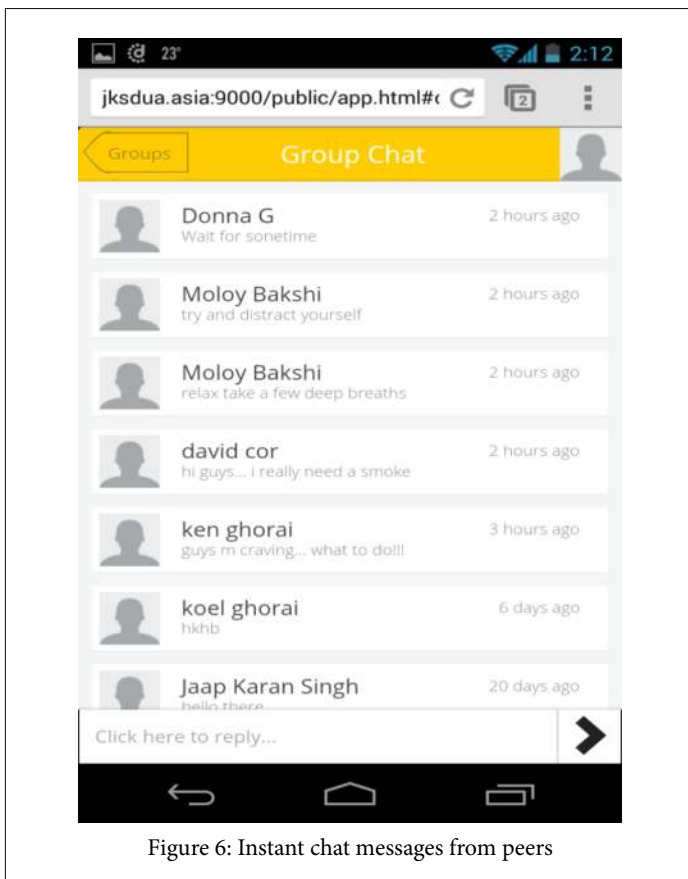 23°
2:12
jksdua.asia:9000/public/app.html#
2
Groups
Group Chat
Donna G
2 hours ago
Wait for sonetime
Moloy Bakshi
2 hours ago
try and distract yourself
Moloy Bakshi
2 hours ago
relax take a few deep breaths
david cor
2 hours ago
hi guys... i really need a smoke
ken ghorai
3 hours ago
guys m craving... what to do!!!
koel ghorai
6 days ago
hkhb
Jaap Karan Singh
20 days ago
hello there
Click here to reply...
Figure 6: Instant chat messages from peers